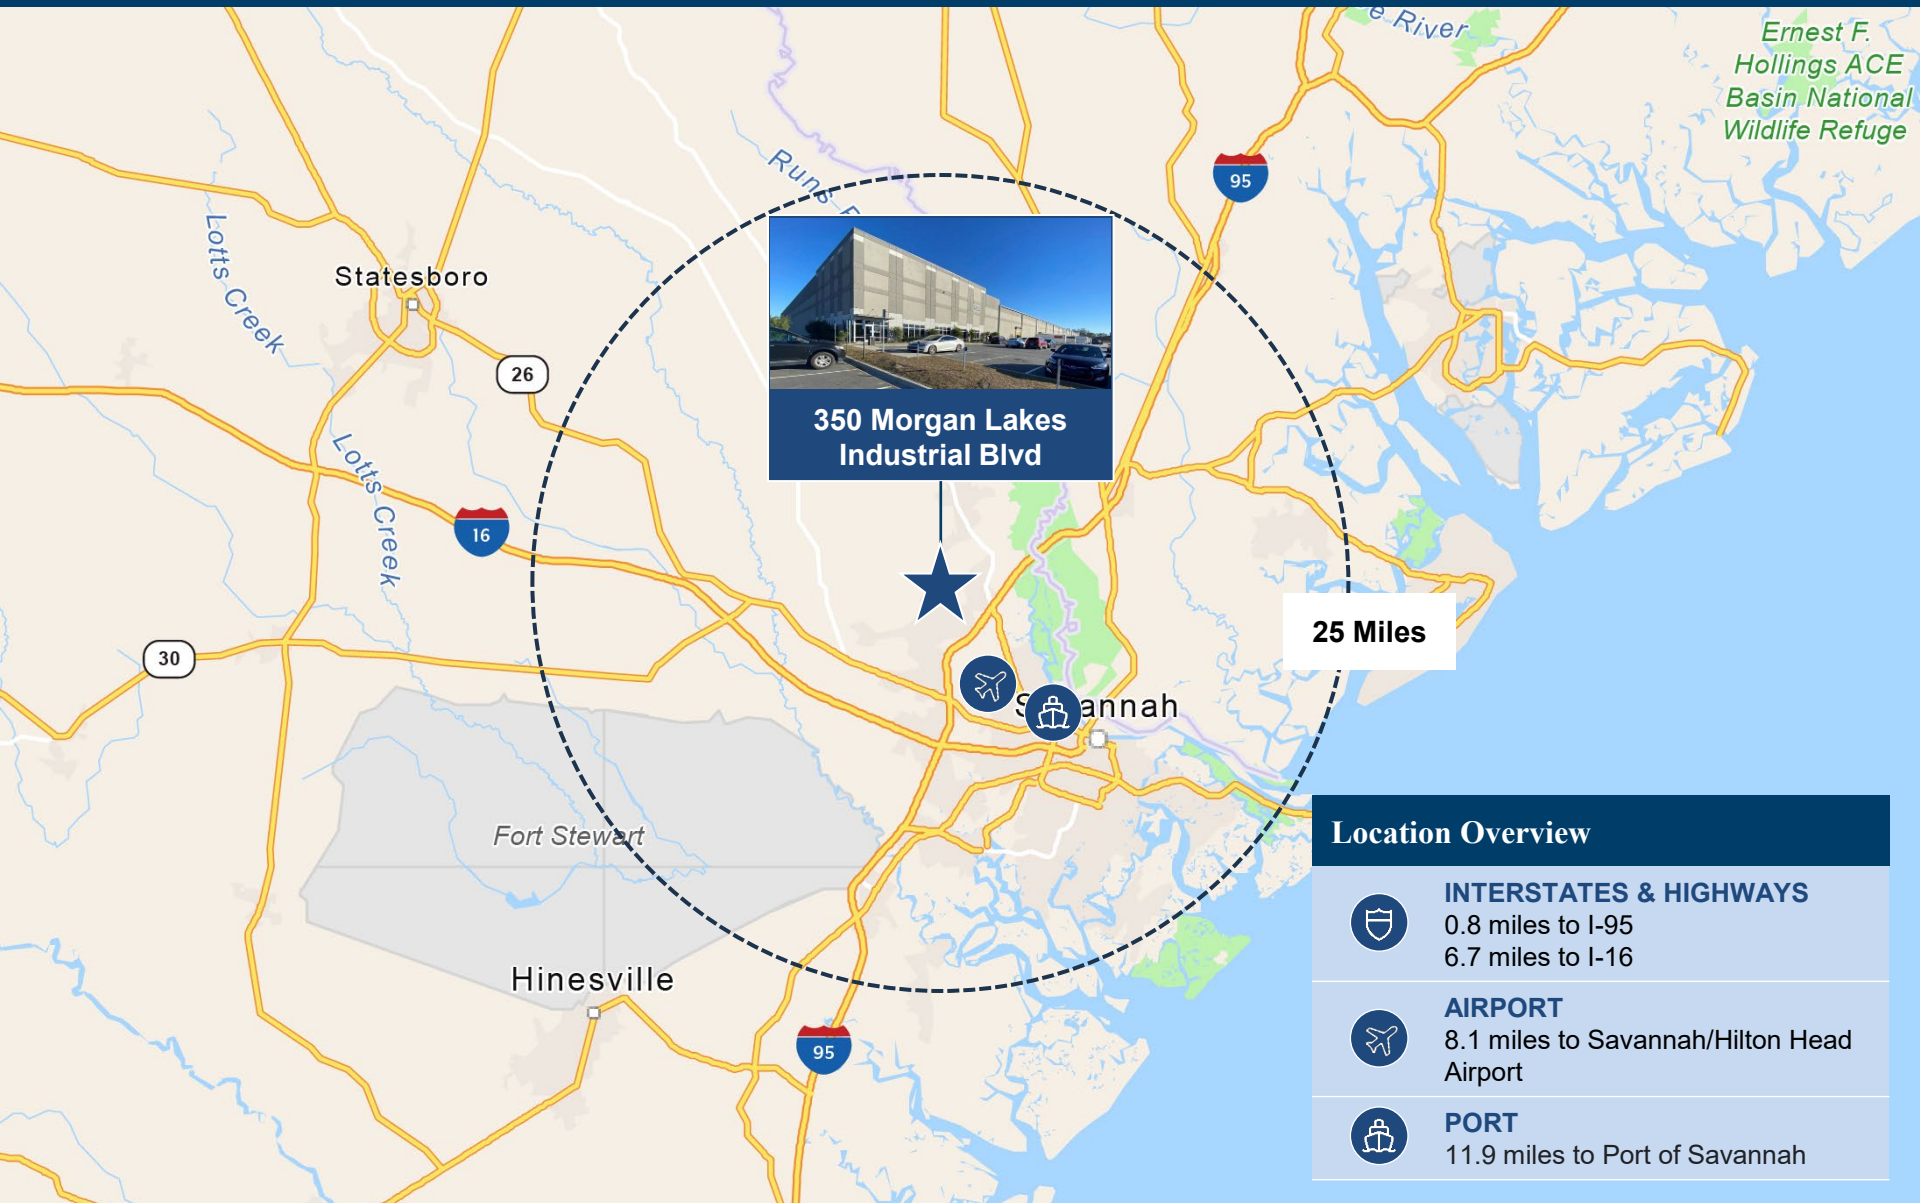 River
Ernest F.
Hollings ACE
Basin National
Wildlife Refuge
Runs
95
Lotts Creek
Statesboro
26
350 Morgan Lakes
Industrial Blvd
Lotts Creek
16
25 Miles
30
Savannah
Fort Stewart
Hinesville
95
Location Overview
INTERSTATES & HIGHWAYS
0.8 miles to I-95
6.7 miles to I-16
AIRPORT
8.1 miles to Savannah/Hilton Head
Airport
PORT
11.9 miles to Port of Savannah